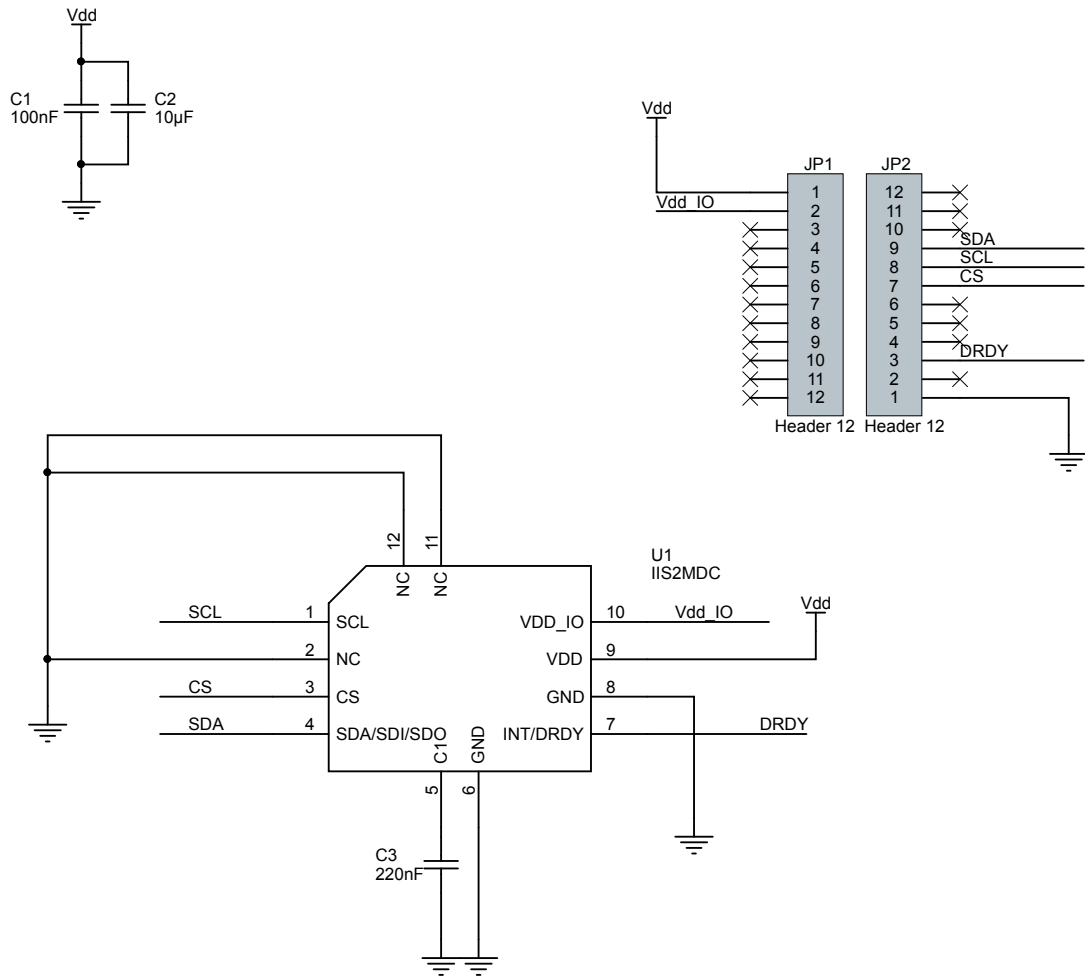 Vdd
C1
100nF
C2
10µF
Vdd
Vdd_IO
JP1
1
2
3
4
5
6
7
8
9
10
11
12
Header 12
JP2
12
11
10
9
8
7
6
5
4
3
2
1
Header 12
SDA
SCL
CS
DRDY
12
11
NC
NC
U1
IIS2MDC
SCL
1
SCL
2
NC
CS
3
CS
SDA
4
SDA/SDI/SDO
VDD_IO
10
Vdd_IO
Vdd
VDD
9
GND
8
INT/DRDY
7
DRDY
C1
GND
5
6
C3
220nF